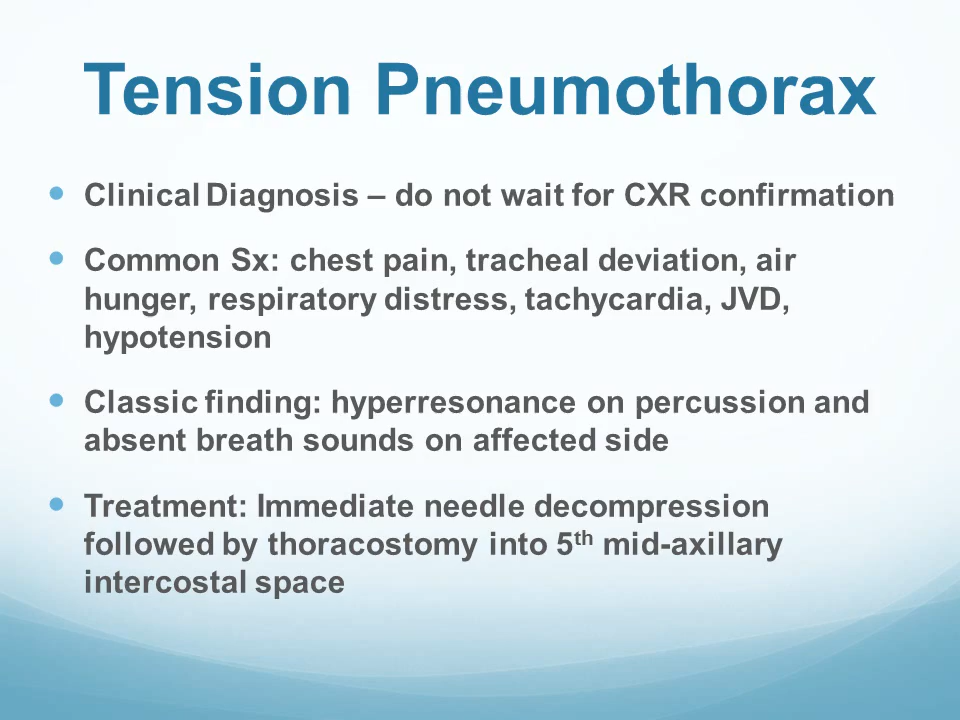 Tension Pneumothorax
• Clinical Diagnosis – do not wait for CXR confirmation
• Common Sx: chest pain, tracheal deviation, air
hunger, respiratory distress, tachycardia, JVD,
hypotension
• Classic finding: hyperresonance on percussion and
absent breath sounds on affected side
• Treatment: Immediate needle decompression
followed by thoracostomy into 5th mid-axillary
intercostal space